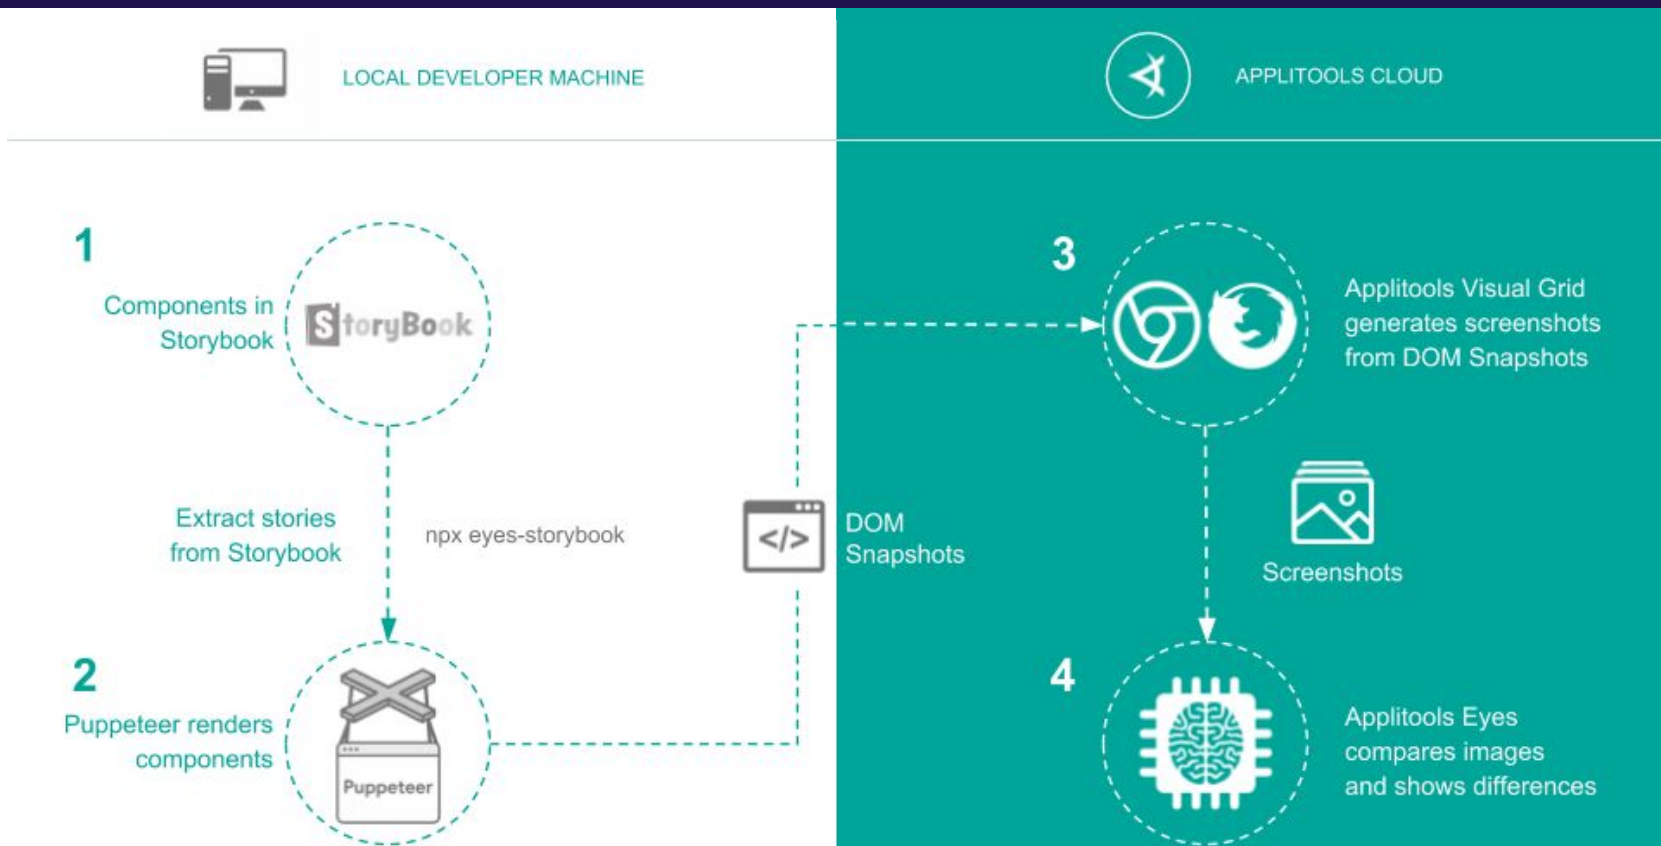 LOCAL DEVELOPER MACHINE
APPLITOOLS CLOUD
1
Components in
Storybook
StoryBook
Extract stories
from Storybook
npx eyes-storybook
2
Puppeteer renders
components
Puppeteer
</>
DOM
Snapshots
3
Applitools Visual Grid
generates screenshots
from DOM Snapshots
Screenshots
4
Applitools Eyes
compares images
and shows differences